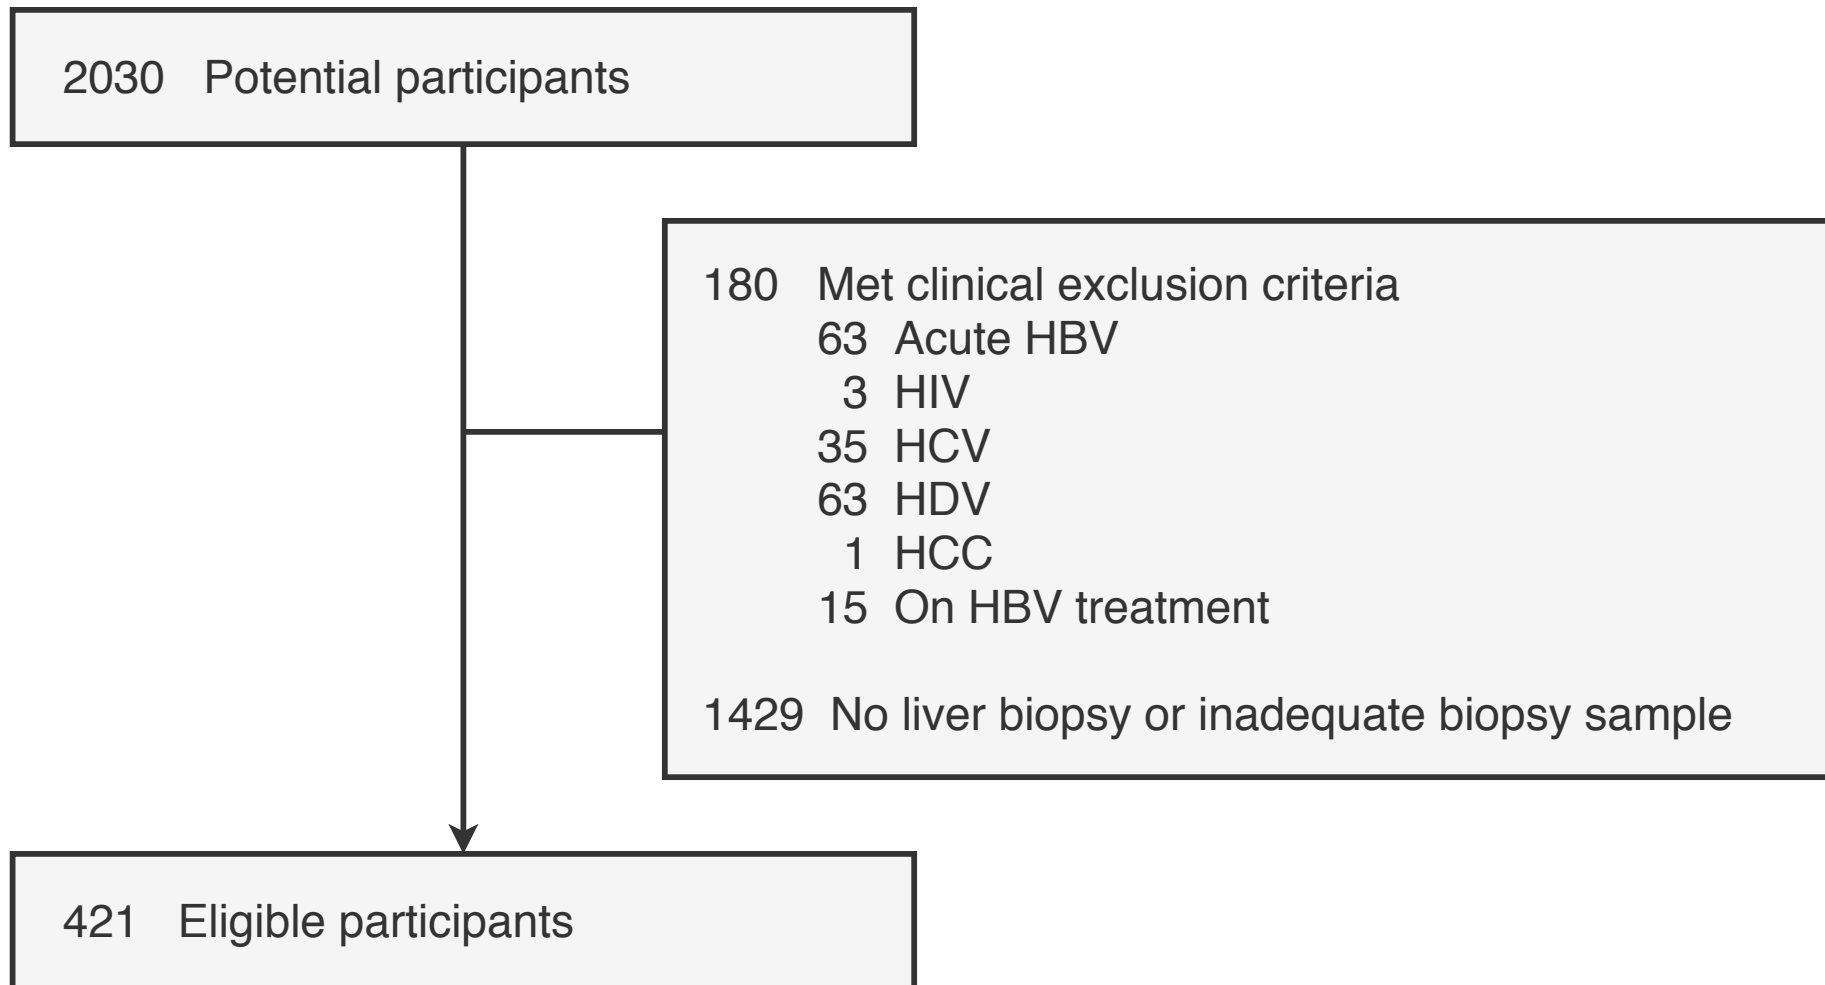 2030 Potential participants
180 Met clinical exclusion criteria
63 Acute HBV
3 HIV
35 HCV
63 HDV
1 HCC
15 On HBV treatment
1429 No liver biopsy or inadequate biopsy sample
421 Eligible participants